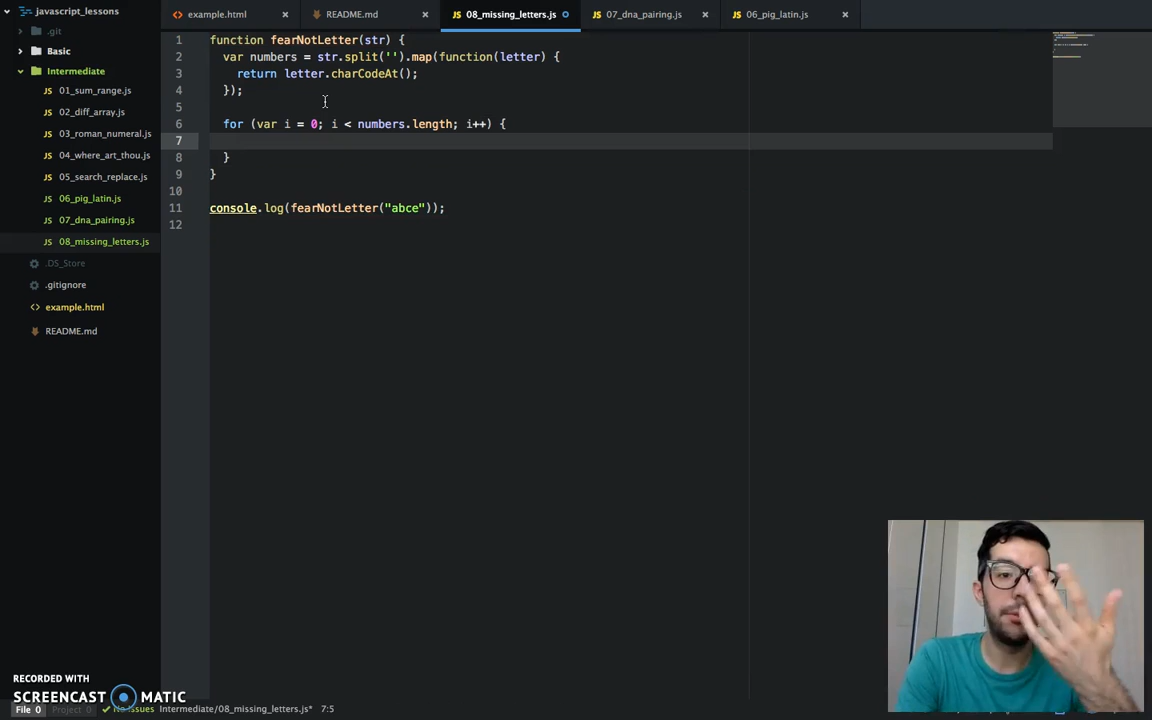 javascript_lessons
.git
Basic
Intermediate
01_sum_range.js
02_diff_array.js
03_roman_numeral.js
04_where_art_thou.js
05_search_replace.js
06_pig_latin.js
07_dna_pairing.js
08_missing_letters.js
.DS_Store
.gitignore
example.html
README.md
example.html
README.md
08_missing_letters.js
07_dna_pairing.js
06_pig_latin.js
1 function fearNotLetter(str) {
2 var numbers = str.split('').map(function(letter) {
3 return letter.charCodeAt();
4 });
5
6 for (var i = 0; i < numbers.length; i++) {
7
8 }
9 }
10
11 console.log(fearNotLetter("abce"));
12
RECORDED WITH
SCREENCAST MATIC
File 0 Project 0 No Issues Intermediate/08_missing_letters.js* 7:5